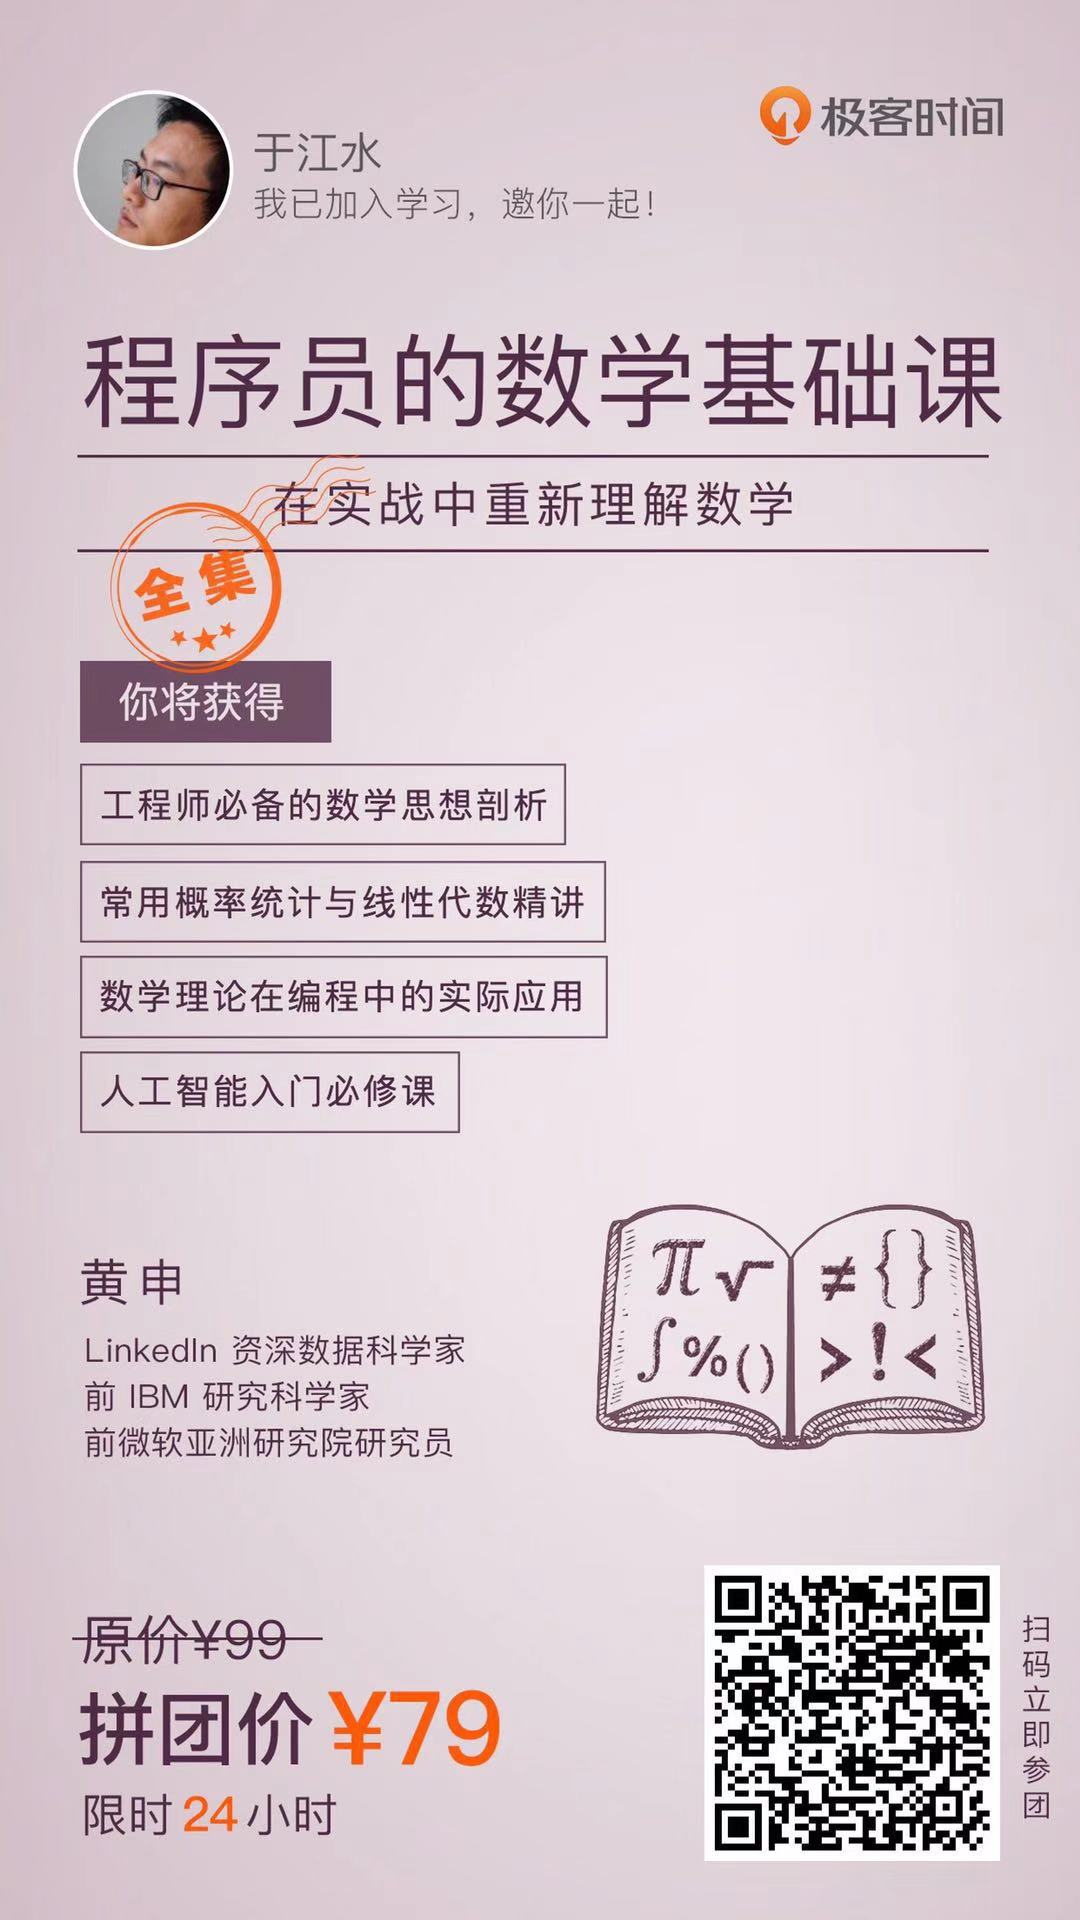 极客时间
于江水
我已加入学习，邀你一起！
程序员的数学基础课
在实战中重新理解数学
全集
你将获得
工程师必备的数学思想剖析
常用概率统计与线性代数精讲
数学理论在编程中的实际应用
人工智能入门必修课
π√ ≠{}
∫%() >!<
黄申
LinkedIn 资深数据科学家
前 IBM 研究科学家
前微软亚洲研究院研究员
原价¥99
拼团价¥79
限时24小时
扫码立即参团